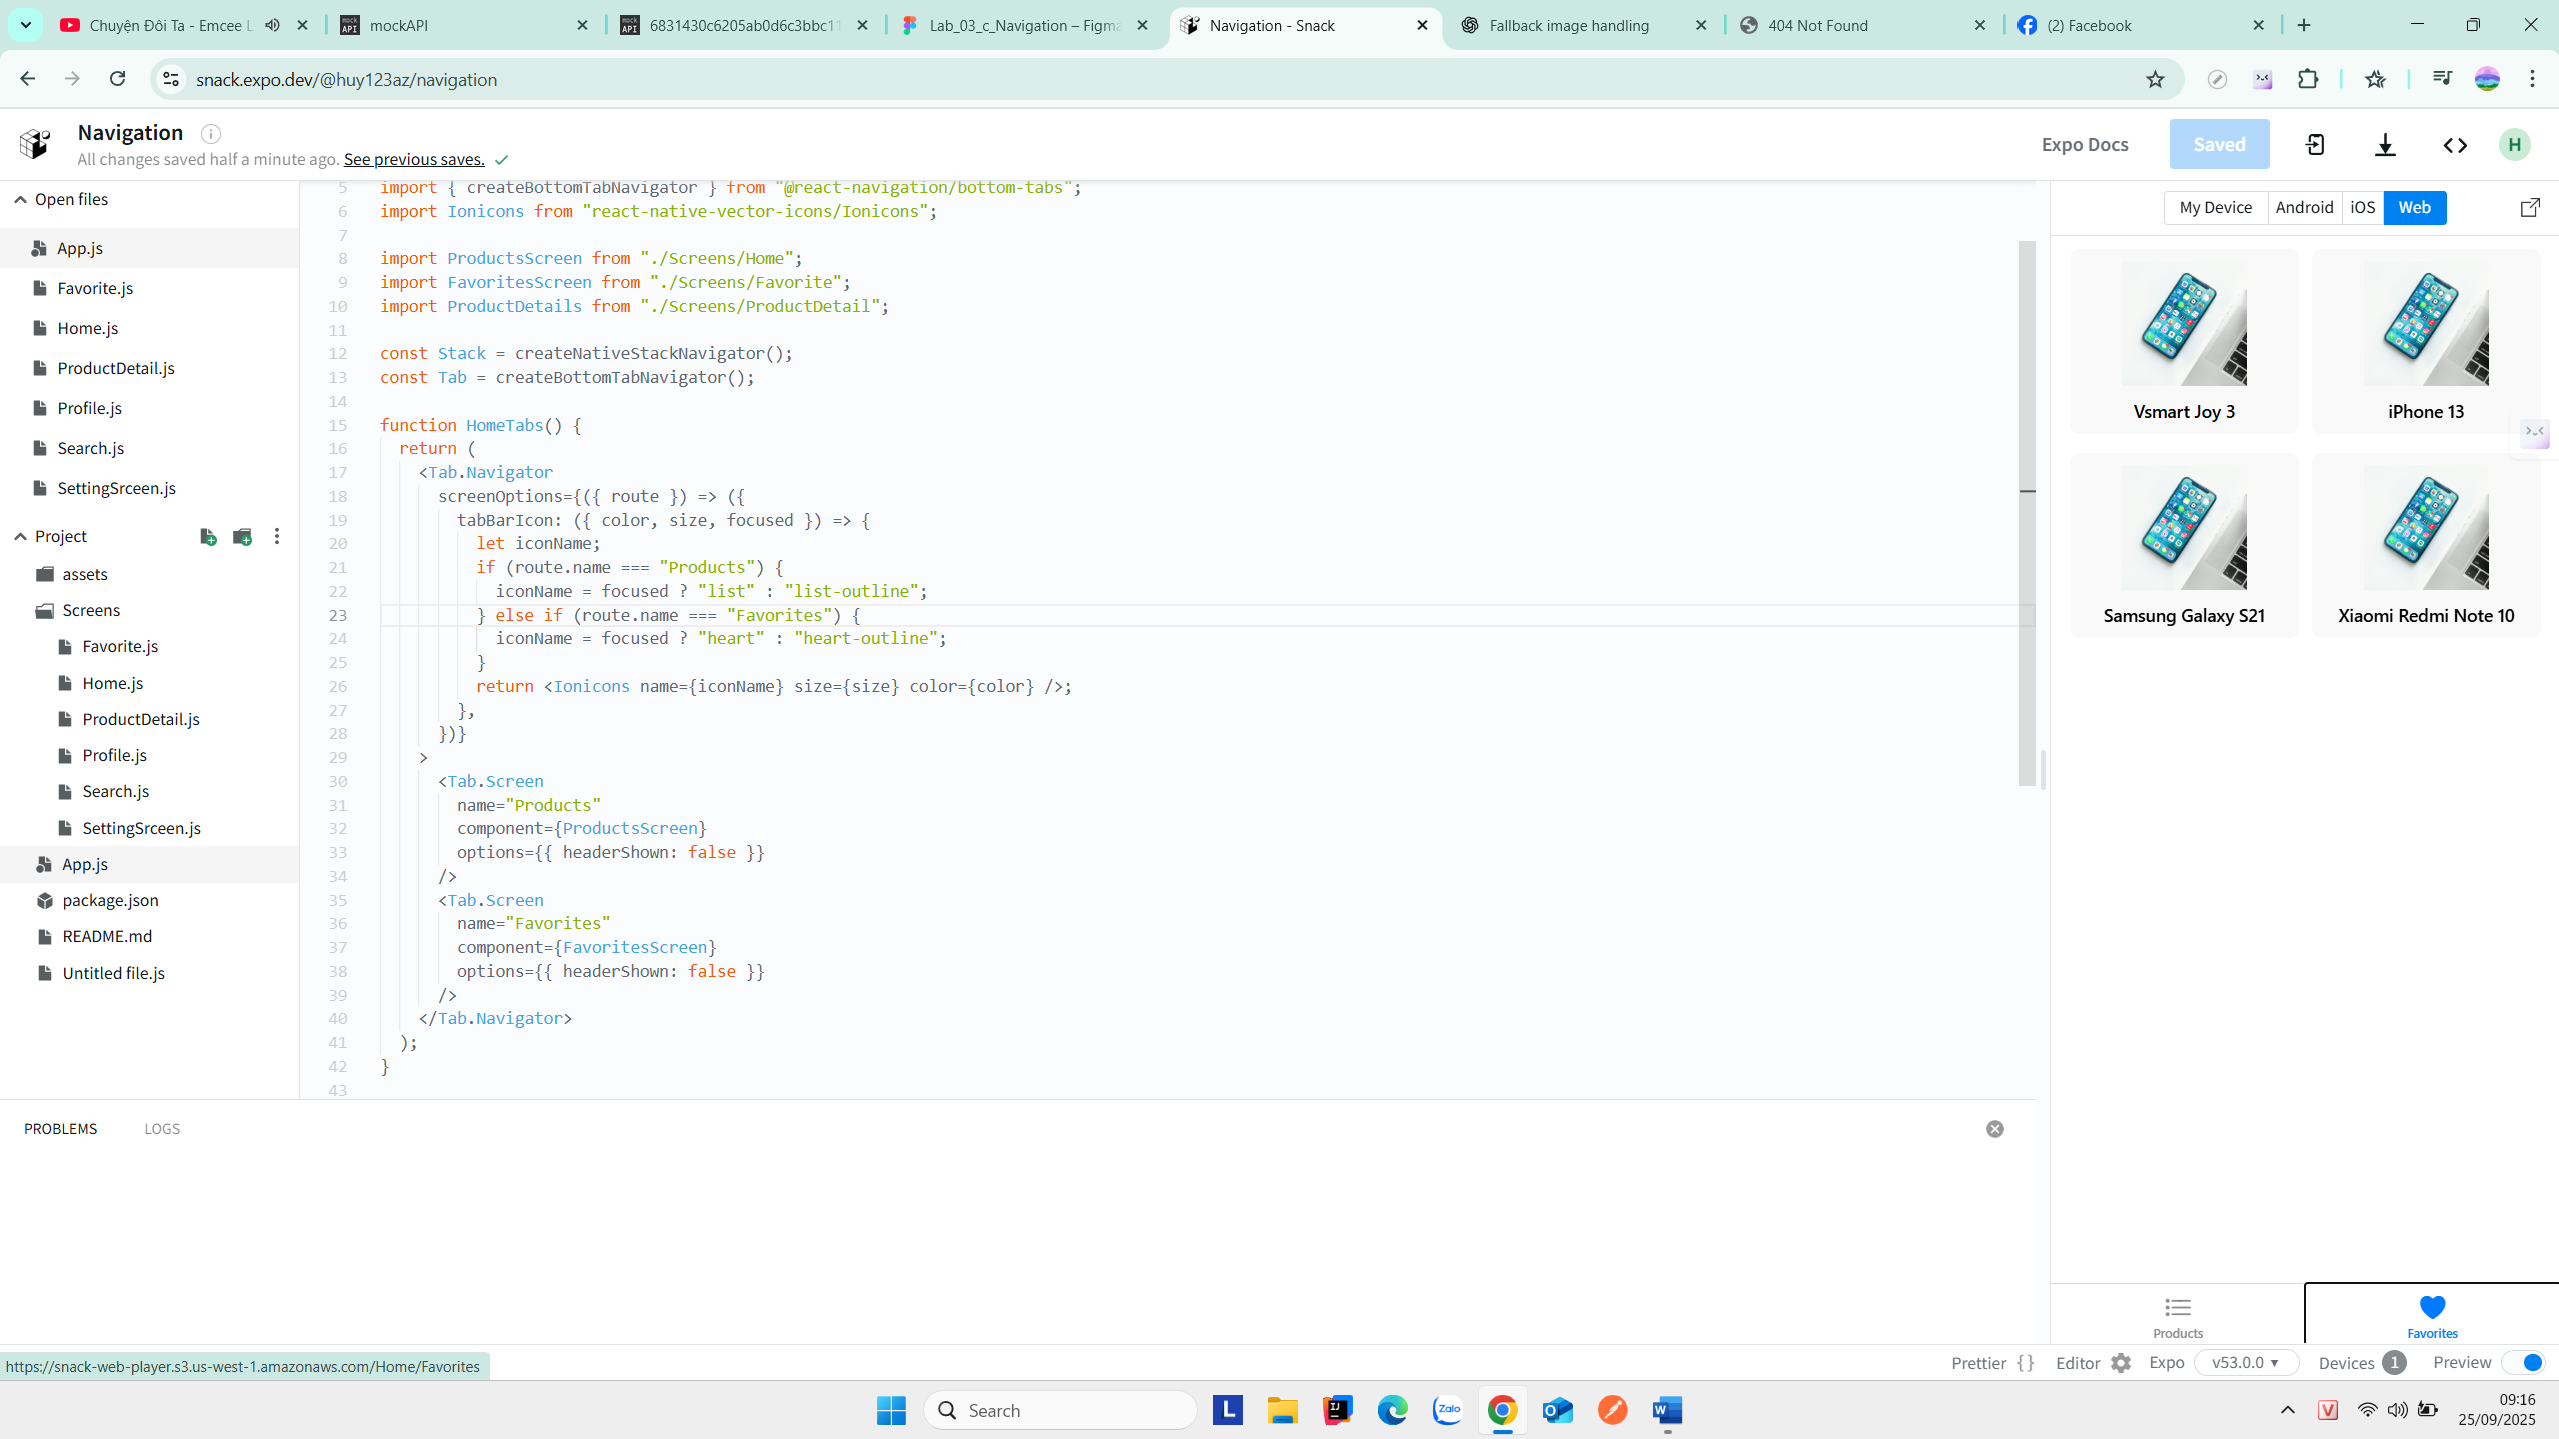 Chuyện Đôi Ta - Emcee L
mockAPI
6831430c6205ab0d6c3bbc11
Lab_03_c_Navigation – Figma
Navigation - Snack
Fallback image handling
404 Not Found
(2) Facebook
snack.expo.dev/@huy123az/navigation
Navigation
All changes saved half a minute ago. See previous saves.
Expo Docs
Saved
H
Open files
App.js
Favorite.js
Home.js
ProductDetail.js
Profile.js
Search.js
SettingSrceen.js
Project
assets
Screens
Favorite.js
Home.js
ProductDetail.js
Profile.js
Search.js
SettingSrceen.js
App.js
package.json
README.md
Untitled file.js
5 import { createBottomTabNavigator } from "@react-navigation/bottom-tabs";
6 import Ionicons from "react-native-vector-icons/Ionicons";
7
8 import ProductsScreen from "./Screens/Home";
9 import FavoritesScreen from "./Screens/Favorite";
10 import ProductDetails from "./Screens/ProductDetail";
11
12 const Stack = createNativeStackNavigator();
13 const Tab = createBottomTabNavigator();
14
15 function HomeTabs() {
16 return (
17 <Tab.Navigator
18 screenOptions={({ route }) => ({
19 tabBarIcon: ({ color, size, focused }) => {
20 let iconName;
21 if (route.name === "Products") {
22 iconName = focused ? "list" : "list-outline";
23 } else if (route.name === "Favorites") {
24 iconName = focused ? "heart" : "heart-outline";
25 }
26 return <Ionicons name={iconName} size={size} color={color} />;
27 },
28 })}
29 >
30 <Tab.Screen
31 name="Products"
32 component={ProductsScreen}
33 options={{ headerShown: false }}
34 />
35 <Tab.Screen
36 name="Favorites"
37 component={FavoritesScreen}
38 options={{ headerShown: false }}
39 />
40 </Tab.Navigator>
41 );
42 }
43
PROBLEMS
LOGS
My Device
Android
iOS
Web
Vsmart Joy 3
iPhone 13
Samsung Galaxy S21
Xiaomi Redmi Note 10
Products
Favorites
https://snack-web-player.s3.us-west-1.amazonaws.com/Home/Favorites
Prettier {}
Editor
Expo
v53.0.0
Devices 1
Preview
Search
L
Zalo
V
09:16
25/09/2025